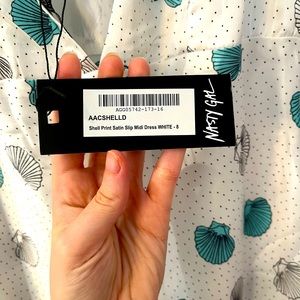 AGG05742-173-16
AACSHELLD
Shell Print Satin Slip Midi Dress WHITE - 8
NASTY GAL